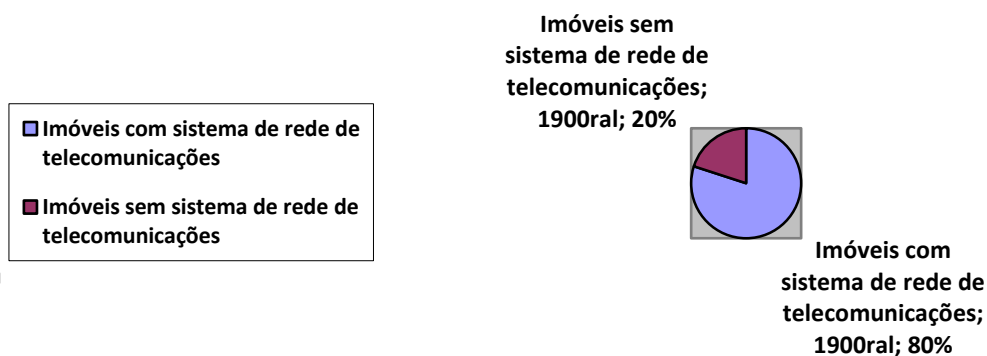 Imóveis sem
sistema de rede de
telecomunicações;
1900ral; 20%
Imóveis com sistema de rede de
telecomunicações
Imóveis sem sistema de rede de
telecomunicações
Imóveis com
sistema de rede de
telecomunicações;
1900ral; 80%